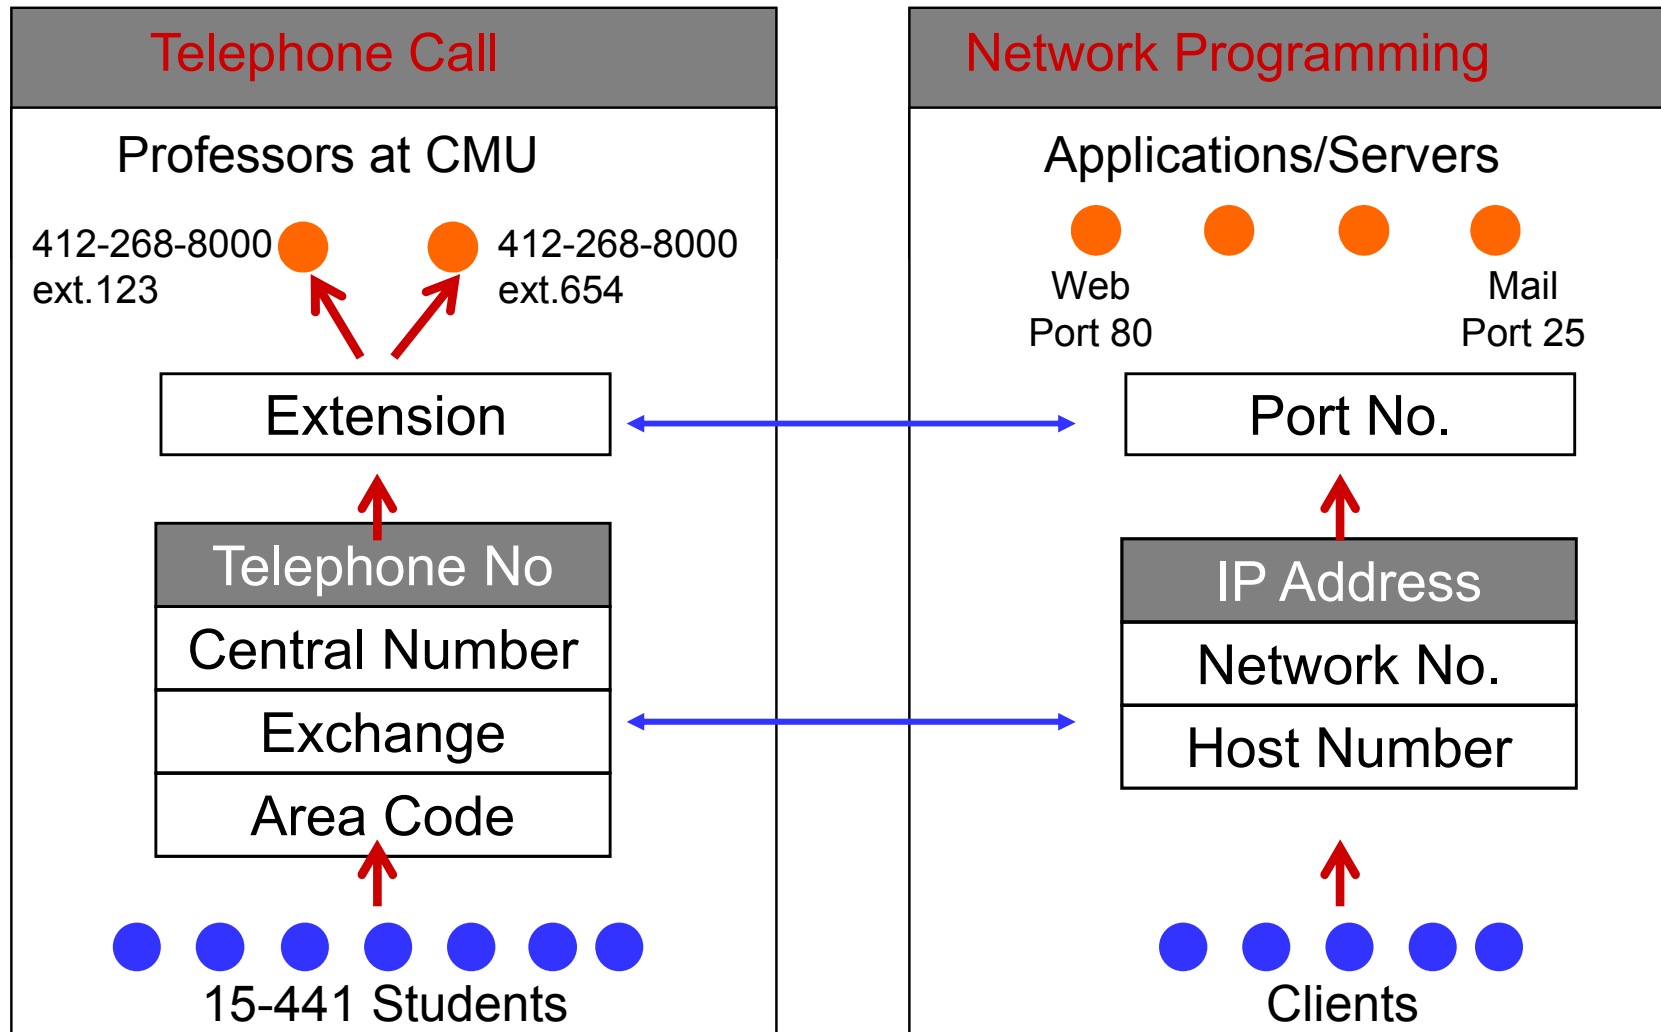 Telephone Call
Professors at CMU
412-268-8000
ext.123
412-268-8000
ext.654
Extension
Telephone No
Central Number
Exchange
Area Code
15-441 Students
Network Programming
Applications/Servers
Web
Port 80
Mail
Port 25
Port No.
IP Address
Network No.
Host Number
Clients